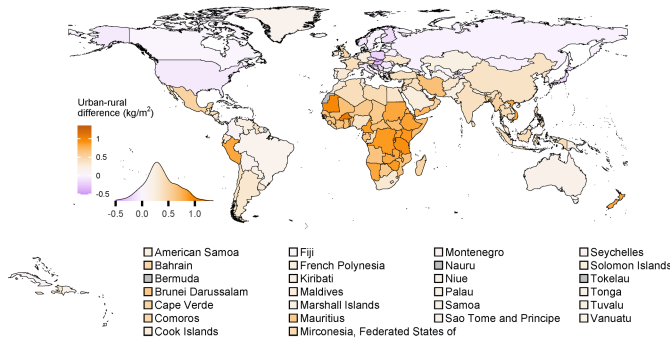 Urban-rural
difference (kg/m²)
1
0.5
0.0
-0.5
-0.5 0.0 0.5 1.0
American Samoa Fiji Montenegro Seychelles
Bahrain French Polynesia Nauru Solomon Islands
Bermuda Kiribati Niue Tokelau
Brunei Darussalam Maldives Palau Tonga
Cape Verde Marshall Islands Samoa Tuvalu
Comoros Mauritius Sao Tome and Principe Vanuatu
Cook Islands Mirconesia, Federated States of